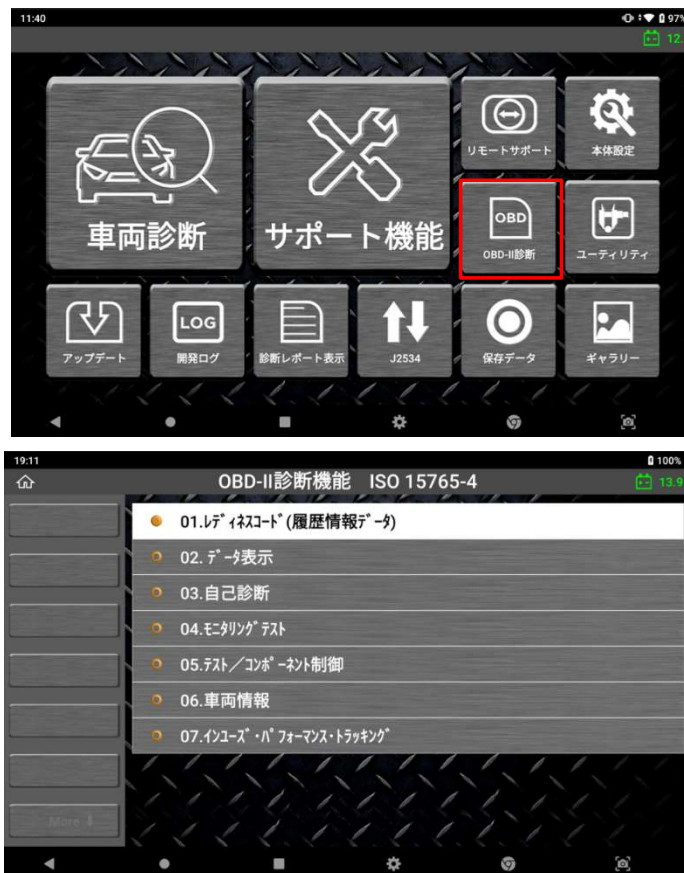 11:40
97%
12.
車両診断
サポート機能
リモートサポート
本体設定
OBD
OBD-II診断
ユーティリティ
アップデート
LOG
開発ログ
診断レポート表示
J2534
保存データ
ギャラリー
19:11
100%
OBD-II診断機能 ISO 15765-4
13.9
01.ﾚﾃﾞｨﾈｽｺｰﾄﾞ(履歴情報ﾃﾞｰﾀ)
02.ﾃﾞｰﾀ表示
03.自己診断
04.ﾓﾆﾀﾘﾝｸﾞﾃｽﾄ
05.ﾃｽﾄ／ｺﾝﾎﾟｰﾈﾝﾄ制御
06.車両情報
07.ｲﾝﾕｰｽﾞ･ﾊﾟﾌｫｰﾏﾝｽ･ﾄﾗｯｷﾝｸﾞ
More